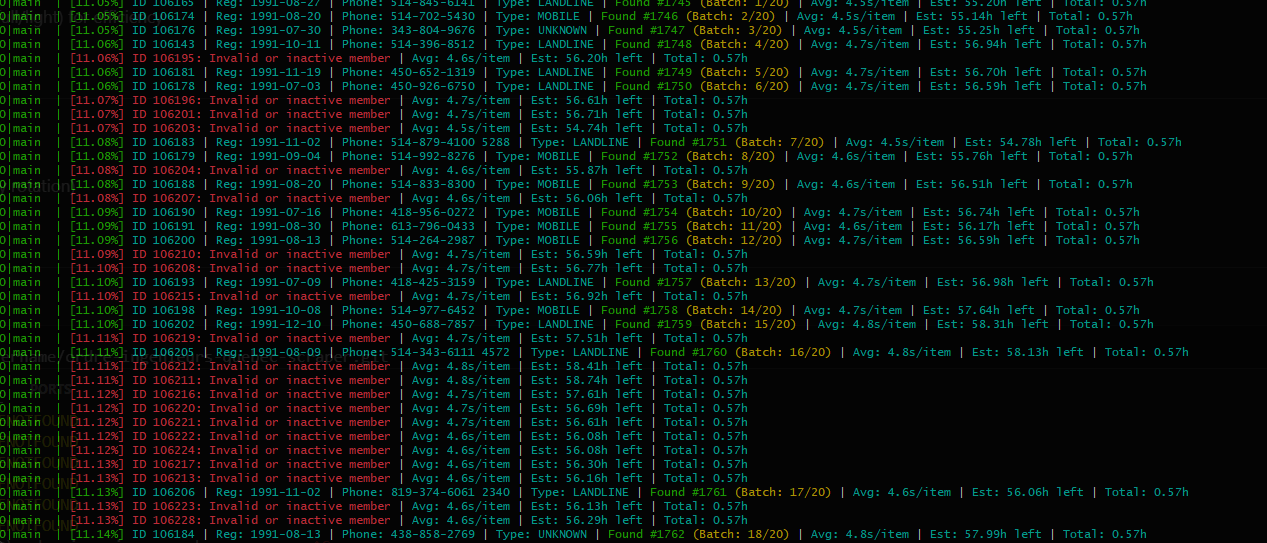 0|main | [11.05%] ID 106165 | Reg: 1991-08-27 | Phone: 514-845-6141 | Type: LANDLINE | Found #1745 (Batch: 1/20) | Avg: 4.5s/item | Est: 55.20h left | Total: 0.57h
0|main | [11.05%] ID 106174 | Reg: 1991-08-20 | Phone: 514-702-5430 | Type: MOBILE | Found #1746 (Batch: 2/20) | Avg: 4.5s/item | Est: 55.14h left | Total: 0.57h
0|main | [11.05%] ID 106176 | Reg: 1991-07-30 | Phone: 343-804-9676 | Type: UNKNOWN | Found #1747 (Batch: 3/20) | Avg: 4.5s/item | Est: 55.25h left | Total: 0.57h
0|main | [11.06%] ID 106143 | Reg: 1991-10-11 | Phone: 514-396-8512 | Type: LANDLINE | Found #1748 (Batch: 4/20) | Avg: 4.7s/item | Est: 56.94h left | Total: 0.57h
0|main | [11.06%] ID 106195: Invalid or inactive member | Avg: 4.6s/item | Est: 56.20h left | Total: 0.57h
0|main | [11.06%] ID 106181 | Reg: 1991-11-19 | Phone: 450-652-1319 | Type: LANDLINE | Found #1749 (Batch: 5/20) | Avg: 4.7s/item | Est: 56.70h left | Total: 0.57h
0|main | [11.06%] ID 106178 | Reg: 1991-07-03 | Phone: 450-926-6750 | Type: LANDLINE | Found #1750 (Batch: 6/20) | Avg: 4.7s/item | Est: 56.59h left | Total: 0.57h
0|main | [11.07%] ID 106196: Invalid or inactive member | Avg: 4.7s/item | Est: 56.61h left | Total: 0.57h
0|main | [11.07%] ID 106201: Invalid or inactive member | Avg: 4.7s/item | Est: 56.71h left | Total: 0.57h
0|main | [11.07%] ID 106203: Invalid or inactive member | Avg: 4.5s/item | Est: 54.74h left | Total: 0.57h
0|main | [11.08%] ID 106183 | Reg: 1991-11-02 | Phone: 514-879-4100 5288 | Type: LANDLINE | Found #1751 (Batch: 7/20) | Avg: 4.5s/item | Est: 54.78h left | Total: 0.57h
0|main | [11.08%] ID 106179 | Reg: 1991-09-04 | Phone: 514-992-8276 | Type: MOBILE | Found #1752 (Batch: 8/20) | Avg: 4.6s/item | Est: 55.76h left | Total: 0.57h
0|main | [11.08%] ID 106204: Invalid or inactive member | Avg: 4.6s/item | Est: 55.87h left | Total: 0.57h
0|main | [11.08%] ID 106188 | Reg: 1991-08-20 | Phone: 514-833-8300 | Type: MOBILE | Found #1753 (Batch: 9/20) | Avg: 4.6s/item | Est: 56.51h left | Total: 0.57h
0|main | [11.08%] ID 106207: Invalid or inactive member | Avg: 4.6s/item | Est: 56.06h left | Total: 0.57h
0|main | [11.09%] ID 106190 | Reg: 1991-07-16 | Phone: 418-956-0272 | Type: MOBILE | Found #1754 (Batch: 10/20) | Avg: 4.7s/item | Est: 56.74h left | Total: 0.57h
0|main | [11.09%] ID 106191 | Reg: 1991-08-30 | Phone: 613-796-0433 | Type: MOBILE | Found #1755 (Batch: 11/20) | Avg: 4.6s/item | Est: 56.17h left | Total: 0.57h
0|main | [11.09%] ID 106200 | Reg: 1991-08-13 | Phone: 514-264-2987 | Type: MOBILE | Found #1756 (Batch: 12/20) | Avg: 4.7s/item | Est: 56.59h left | Total: 0.57h
0|main | [11.09%] ID 106210: Invalid or inactive member | Avg: 4.7s/item | Est: 56.59h left | Total: 0.57h
0|main | [11.10%] ID 106208: Invalid or inactive member | Avg: 4.7s/item | Est: 56.77h left | Total: 0.57h
0|main | [11.10%] ID 106193 | Reg: 1991-07-09 | Phone: 418-425-3159 | Type: LANDLINE | Found #1757 (Batch: 13/20) | Avg: 4.7s/item | Est: 56.98h left | Total: 0.57h
0|main | [11.10%] ID 106215: Invalid or inactive member | Avg: 4.7s/item | Est: 56.92h left | Total: 0.57h
0|main | [11.10%] ID 106198 | Reg: 1991-10-08 | Phone: 514-977-6452 | Type: MOBILE | Found #1758 (Batch: 14/20) | Avg: 4.7s/item | Est: 57.64h left | Total: 0.57h
0|main | [11.10%] ID 106202 | Reg: 1991-12-10 | Phone: 450-688-7857 | Type: LANDLINE | Found #1759 (Batch: 15/20) | Avg: 4.8s/item | Est: 58.31h left | Total: 0.57h
0|main | [11.11%] ID 106219: Invalid or inactive member | Avg: 4.7s/item | Est: 57.51h left | Total: 0.57h
0|main | [11.11%] ID 106205 | Reg: 1991-08-09 | Phone: 514-343-6111 4572 | Type: LANDLINE | Found #1760 (Batch: 16/20) | Avg: 4.8s/item | Est: 58.13h left | Total: 0.57h
0|main | [11.11%] ID 106212: Invalid or inactive member | Avg: 4.8s/item | Est: 58.41h left | Total: 0.57h
0|main | [11.11%] ID 106211: Invalid or inactive member | Avg: 4.8s/item | Est: 58.74h left | Total: 0.57h
0|main | [11.12%] ID 106216: Invalid or inactive member | Avg: 4.7s/item | Est: 57.61h left | Total: 0.57h
0|main | [11.12%] ID 106220: Invalid or inactive member | Avg: 4.7s/item | Est: 56.69h left | Total: 0.57h
0|main | [11.12%] ID 106221: Invalid or inactive member | Avg: 4.7s/item | Est: 56.61h left | Total: 0.57h
0|main | [11.12%] ID 106222: Invalid or inactive member | Avg: 4.6s/item | Est: 56.08h left | Total: 0.57h
0|main | [11.12%] ID 106224: Invalid or inactive member | Avg: 4.6s/item | Est: 56.08h left | Total: 0.57h
0|main | [11.13%] ID 106217: Invalid or inactive member | Avg: 4.6s/item | Est: 56.30h left | Total: 0.57h
0|main | [11.13%] ID 106213: Invalid or inactive member | Avg: 4.6s/item | Est: 56.16h left | Total: 0.57h
0|main | [11.13%] ID 106206 | Reg: 1991-11-02 | Phone: 819-374-6061 2340 | Type: LANDLINE | Found #1761 (Batch: 17/20) | Avg: 4.6s/item | Est: 56.06h left | Total: 0.57h
0|main | [11.13%] ID 106223: Invalid or inactive member | Avg: 4.6s/item | Est: 56.13h left | Total: 0.57h
0|main | [11.13%] ID 106228: Invalid or inactive member | Avg: 4.6s/item | Est: 56.29h left | Total: 0.57h
0|main | [11.14%] ID 106184 | Reg: 1991-08-13 | Phone: 438-858-2769 | Type: UNKNOWN | Found #1762 (Batch: 18/20) | Avg: 4.8s/item | Est: 57.99h left | Total: 0.57h